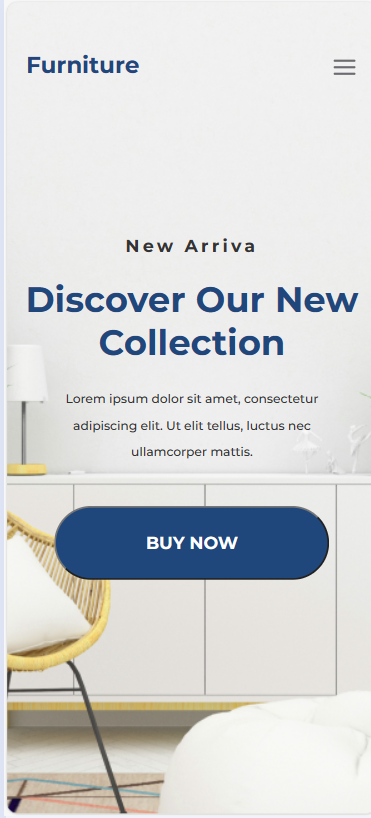 Furniture
New Arriva
Discover Our New
Collection
Lorem ipsum dolor sit amet, consectetur
adipiscing elit. Ut elit tellus, luctus nec
ullamcorper mattis.
BUY NOW